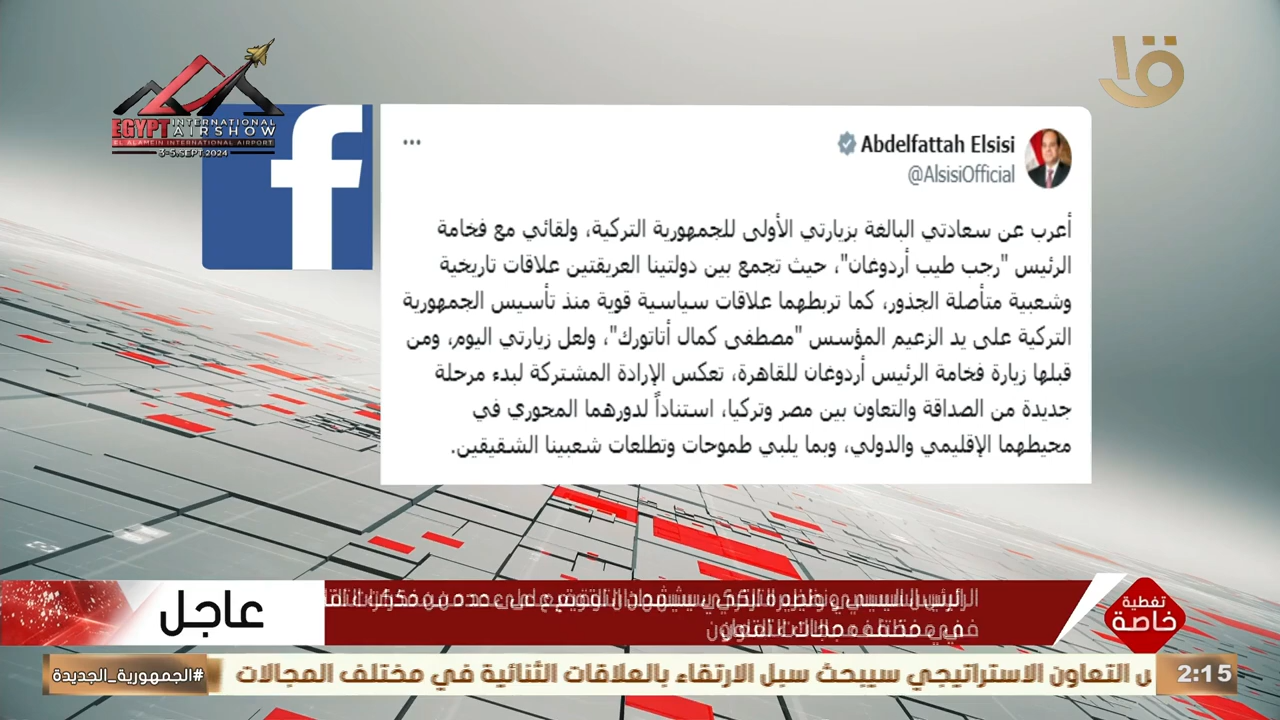 EGYPT INTERNATIONAL
AIRSHOW
EL ALAMEIN INTERNATIONAL AIRPORT
3-5.SEPT 2024
Abdelfattah Elsisi
@AlsisiOfficial
أعرب عن سعادتي البالغة بزيارتي الأولى للجمهورية التركية، ولقائي مع فخامة
الرئيس "رجب طيب أردوغان"، حيث تجمع بين دولتينا العريقتين علاقات تاريخية
وشعبية متأصلة الجذور، كما تربطهما علاقات سياسية قوية منذ تأسيس الجمهورية
التركية على يد الزعيم المؤسس "مصطفى كمال أتاتورك"، ولعل زيارتي اليوم، ومن
قبلها زيارة فخامة الرئيس أردوغان للقاهرة، تعكس الإرادة المشتركة لبدء مرحلة
جديدة من الصداقة والتعاون بين مصر وتركيا، استناداً لدورهما المحوري في
محيطهما الإقليمي والدولي، وبما يلبي طموحات وتطلعات شعبينا الشقيقين.
تغطية
خاصة
عاجل
2:15
التعاون الاستراتيجي سيبحث سبل الارتقاء بالعلاقات الثنائية في مختلف المجالات
#الجمهورية_الجديدة